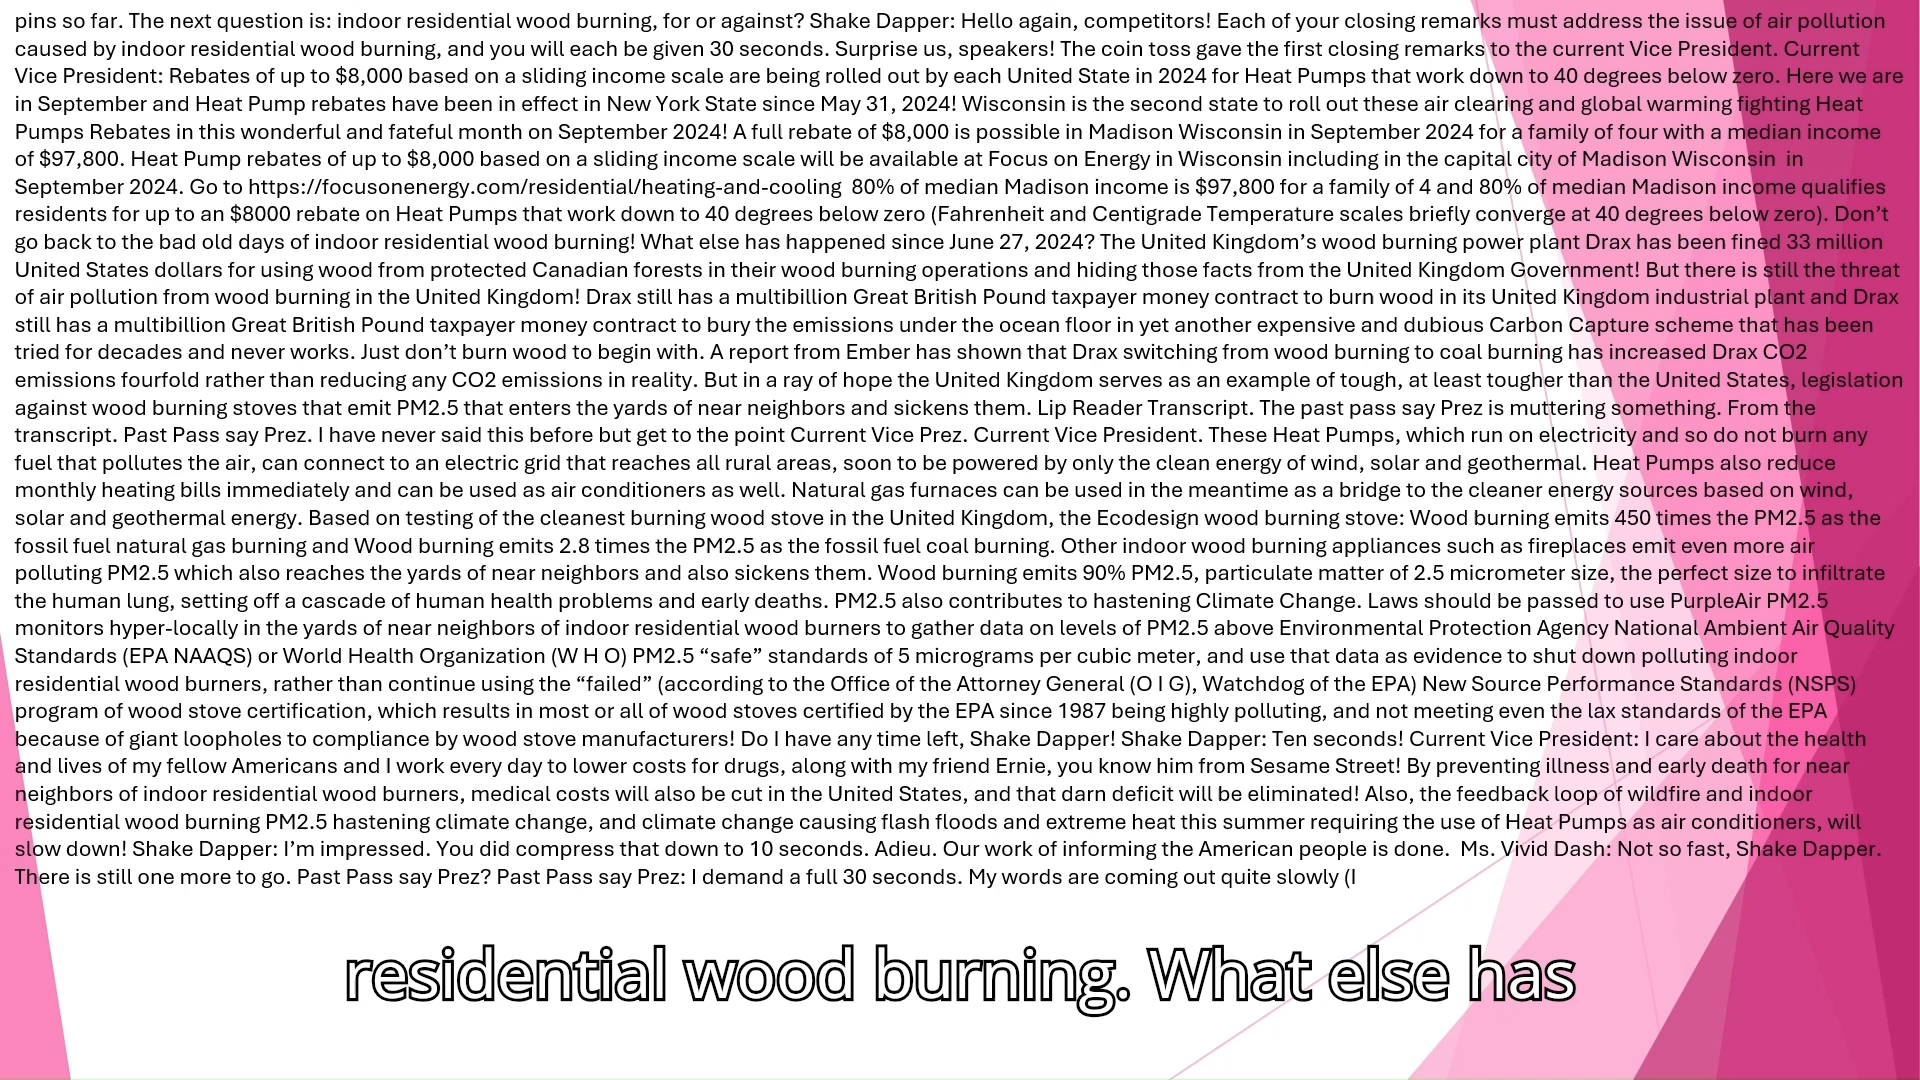 pins so far. The next question is: indoor residential wood burning, for or against? Shake Dapper: Hello again, competitors! Each of your closing remarks must address the issue of air pollution
caused by indoor residential wood burning, and you will each be given 30 seconds. Surprise us, speakers! The coin toss gave the first closing remarks to the current Vice President. Current
Vice President: Rebates of up to $8,000 based on a sliding income scale are being rolled out by each United State in 2024 for Heat Pumps that work down to 40 degrees below zero. Here we are
in September and Heat Pump rebates have been in effect in New York State since May 31, 2024! Wisconsin is the second state to roll out these air clearing and global warming fighting Heat
Pumps Rebates in this wonderful and fateful month on September 2024! A full rebate of $8,000 is possible in Madison Wisconsin in September 2024 for a family of four with a median income
of $97,800. Heat Pump rebates of up to $8,000 based on a sliding income scale will be available at Focus on Energy in Wisconsin including in the capital city of Madison Wisconsin  in
September 2024. Go to https://focusonenergy.com/residential/heating-and-cooling  80% of median Madison income is $97,800 for a family of 4 and 80% of median Madison income qualifies
residents for up to an $8000 rebate on Heat Pumps that work down to 40 degrees below zero (Fahrenheit and Centigrade Temperature scales briefly converge at 40 degrees below zero). Don’t
go back to the bad old days of indoor residential wood burning! What else has happened since June 27, 2024? The United Kingdom’s wood burning power plant Drax has been fined 33 million
United States dollars for using wood from protected Canadian forests in their wood burning operations and hiding those facts from the United Kingdom Government! But there is still the threat
of air pollution from wood burning in the United Kingdom! Drax still has a multibillion Great British Pound taxpayer money contract to burn wood in its United Kingdom industrial plant and Drax
still has a multibillion Great British Pound taxpayer money contract to bury the emissions under the ocean floor in yet another expensive and dubious Carbon Capture scheme that has been
tried for decades and never works. Just don’t burn wood to begin with. A report from Ember has shown that Drax switching from wood burning to coal burning has increased Drax CO2
emissions fourfold rather than reducing any CO2 emissions in reality. But in a ray of hope the United Kingdom serves as an example of tough, at least tougher than the United States, legislation
against wood burning stoves that emit PM2.5 that enters the yards of near neighbors and sickens them. Lip Reader Transcript. The past pass say Prez is muttering something. From the
transcript. Past Pass say Prez. I have never said this before but get to the point Current Vice Prez. Current Vice President. These Heat Pumps, which run on electricity and so do not burn any
fuel that pollutes the air, can connect to an electric grid that reaches all rural areas, soon to be powered by only the clean energy of wind, solar and geothermal. Heat Pumps also reduce
monthly heating bills immediately and can be used as air conditioners as well. Natural gas furnaces can be used in the meantime as a bridge to the cleaner energy sources based on wind,
solar and geothermal energy. Based on testing of the cleanest burning wood stove in the United Kingdom, the Ecodesign wood burning stove: Wood burning emits 450 times the PM2.5 as the
fossil fuel natural gas burning and Wood burning emits 2.8 times the PM2.5 as the fossil fuel coal burning. Other indoor wood burning appliances such as fireplaces emit even more air
polluting PM2.5 which also reaches the yards of near neighbors and also sickens them. Wood burning emits 90% PM2.5, particulate matter of 2.5 micrometer size, the perfect size to infiltrate
the human lung, setting off a cascade of human health problems and early deaths. PM2.5 also contributes to hastening Climate Change. Laws should be passed to use PurpleAir PM2.5
monitors hyper-locally in the yards of near neighbors of indoor residential wood burners to gather data on levels of PM2.5 above Environmental Protection Agency National Ambient Air Quality
Standards (EPA NAAQS) or World Health Organization (W H O) PM2.5 “safe” standards of 5 micrograms per cubic meter, and use that data as evidence to shut down polluting indoor
residential wood burners, rather than continue using the “failed” (according to the Office of the Attorney General (O I G), Watchdog of the EPA) New Source Performance Standards (NSPS)
program of wood stove certification, which results in most or all of wood stoves certified by the EPA since 1987 being highly polluting, and not meeting even the lax standards of the EPA
because of giant loopholes to compliance by wood stove manufacturers! Do I have any time left, Shake Dapper! Shake Dapper: Ten seconds! Current Vice President: I care about the health
and lives of my fellow Americans and I work every day to lower costs for drugs, along with my friend Ernie, you know him from Sesame Street! By preventing illness and early death for near
neighbors of indoor residential wood burners, medical costs will also be cut in the United States, and that darn deficit will be eliminated! Also, the feedback loop of wildfire and indoor
residential wood burning PM2.5 hastening climate change, and climate change causing flash floods and extreme heat this summer requiring the use of Heat Pumps as air conditioners, will
slow down! Shake Dapper: I’m impressed. You did compress that down to 10 seconds. Adieu. Our work of informing the American people is done.  Ms. Vivid Dash: Not so fast, Shake Dapper.
There is still one more to go. Past Pass say Prez? Past Pass say Prez: I demand a full 30 seconds. My words are coming out quite slowly (I
residential wood burning. What else has